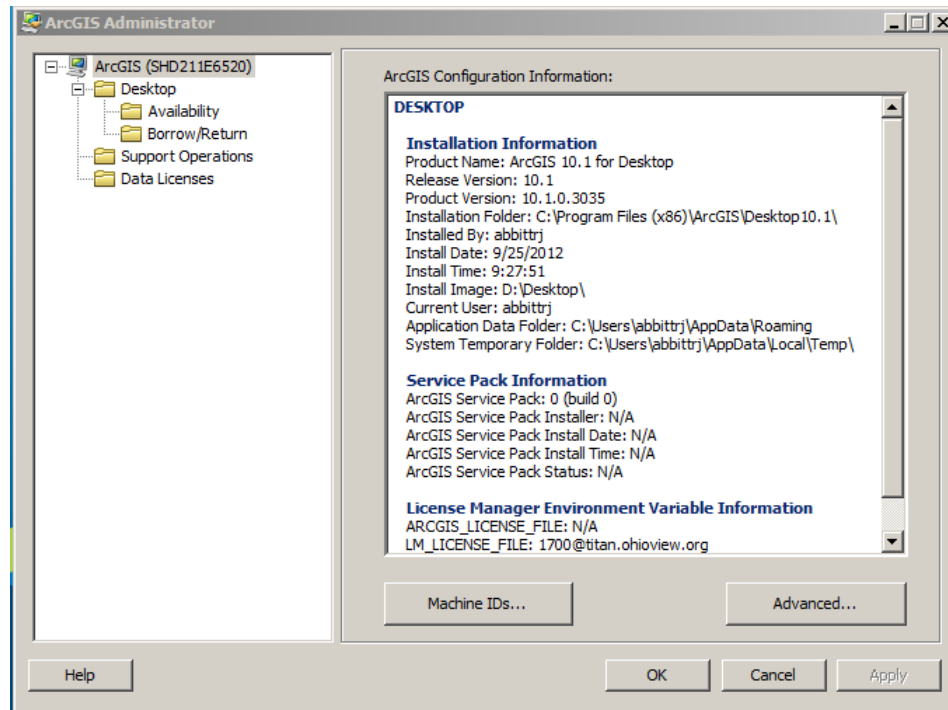 ArcGIS Administrator
ArcGIS (SHD211E6520)
Desktop
Availability
Borrow/Return
Support Operations
Data Licenses
ArcGIS Configuration Information:
DESKTOP
Installation Information
Product Name: ArcGIS 10.1 for Desktop
Release Version: 10.1
Product Version: 10.1.0.3035
Installation Folder: C:\Program Files (x86)\ArcGIS\Desktop10.1\
Installed By: abbittrj
Install Date: 9/25/2012
Install Time: 9:27:51
Install Image: D:\Desktop\
Current User: abbittrj
Application Data Folder: C:\Users\abbittrj\AppData\Roaming
System Temporary Folder: C:\Users\abbittrj\AppData\Local\Temp\
Service Pack Information
ArcGIS Service Pack: 0 (build 0)
ArcGIS Service Pack Installer: N/A
ArcGIS Service Pack Install Date: N/A
ArcGIS Service Pack Install Time: N/A
ArcGIS Service Pack Status: N/A
License Manager Environment Variable Information
ARCGIS_LICENSE_FILE: N/A
LM_LICENSE_FILE: 1700@titan.ohioview.org
Machine IDs...
Advanced...
Help
OK
Cancel
Apply